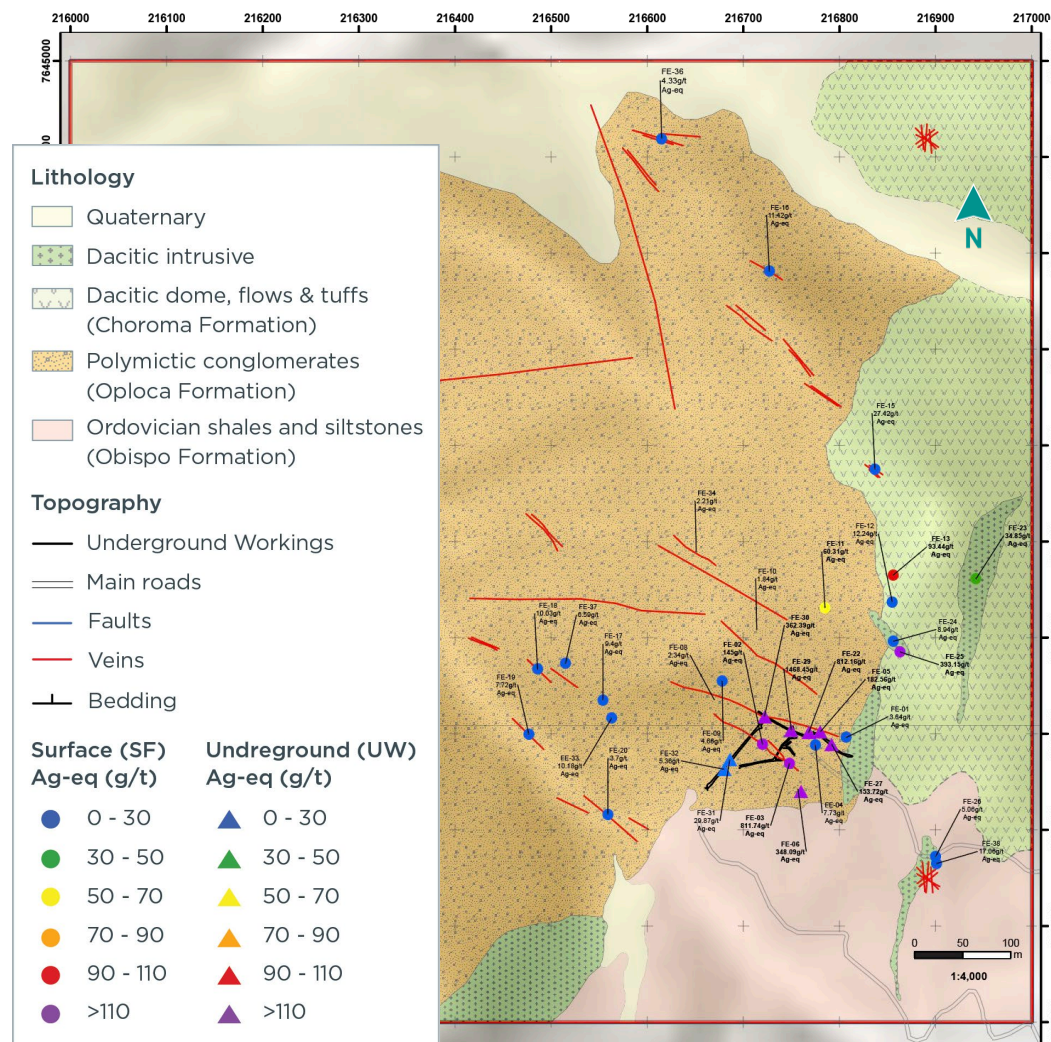 216000
216100
216200
216300
216400
216500
216600
216700
216800
216900
217000
7645000
00
Lithology
Quaternary
Dacitic intrusive
Dacitic dome, flows & tuffs
(Choroma Formation)
Polymictic conglomerates
(Oploca Formation)
Ordovician shales and siltstones
(Obispo Formation)
Topography
Underground Workings
Main roads
Faults
Veins
Bedding
Surface (SF)
Ag-eq (g/t)
0 - 30
30 - 50
50 - 70
70 - 90
90 - 110
>110
Undreground (UW)
Ag-eq (g/t)
0 - 30
30 - 50
50 - 70
70 - 90
90 - 110
>110
FE-36
4.33g/t
Ag-eq
N
FE-16
11.42g/t
Ag-eq
FE-15
27.42g/t
Ag-eq
FE-34
2.21g/t
Ag-eq
FE-12
12.24g/t
Ag-eq
FE-13
93.44g/t
Ag-eq
FE-23
34.85g/t
Ag-eq
FE-11
60.31g/t
Ag-eq
FE-10
1.84g/t
Ag-eq
FE-18
10.03g/t
Ag-eq
FE-37
6.59g/t
Ag-eq
FE-17
9.4g/t
Ag-eq
FE-30
362.39g/t
Ag-eq
FE-24
8.94g/t
Ag-eq
FE-02
145g/t
Ag-eq
FE-08
2.34g/t
Ag-eq
FE-29
1468.45g/t
Ag-eq
FE-22
812.16g/t
Ag-eq
FE-05
182.56g/t
Ag-eq
FE-25
393.15g/t
Ag-eq
FE-19
7.72g/t
Ag-eq
FE-01
3.64g/t
Ag-eq
FE-09
4.66g/t
Ag-eq
FE-33
10.18g/t
Ag-eq
FE-20
3.7g/t
Ag-eq
FE-32
5.36g/t
Ag-eq
FE-27
133.72g/t
Ag-eq
FE-31
29.87g/t
Ag-eq
FE-03
811.74g/t
Ag-eq
FE-04
7.73g/t
Ag-eq
FE-06
348.09g/t
Ag-eq
FE-26
5.06g/t
Ag-eq
FE-38
17.06g/t
Ag-eq
0 50 100
m
1:4,000